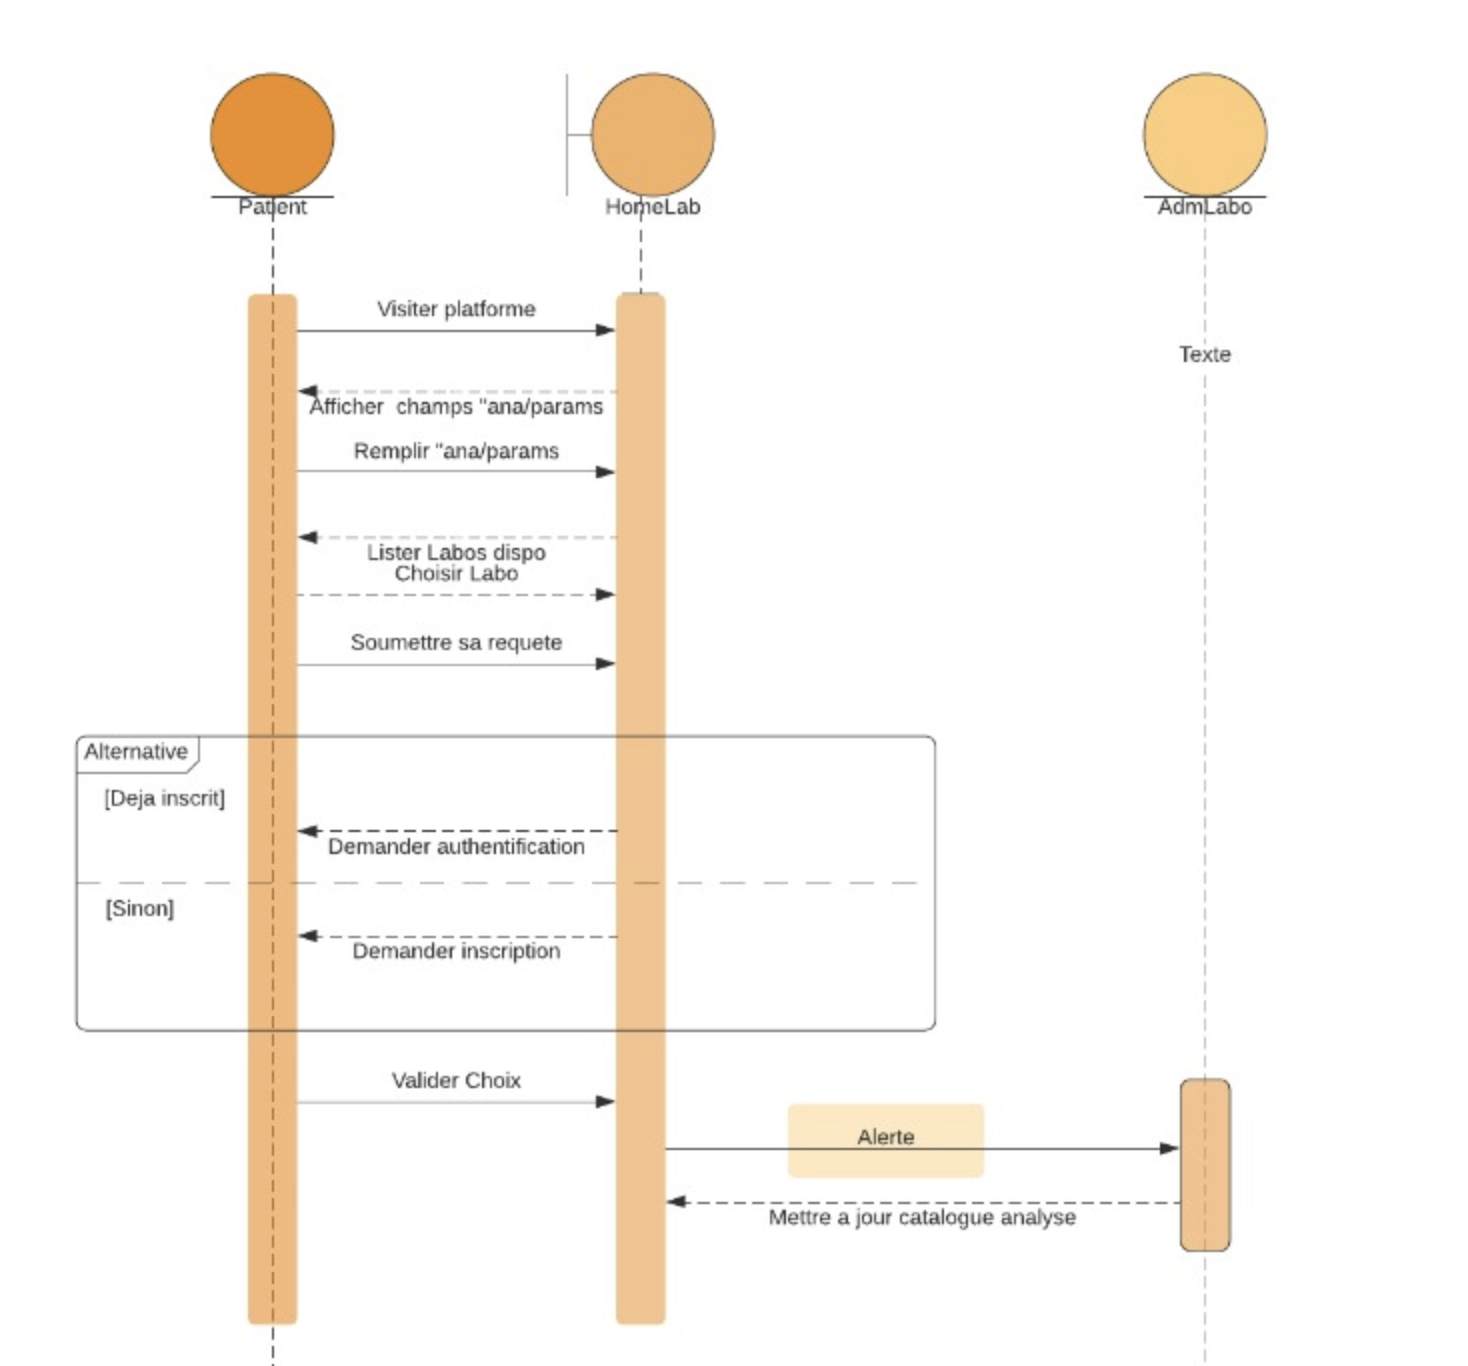 Patient
HomeLab
AdmLabo
Visiter platforme
Texte
Afficher champs "ana/params
Remplir "ana/params
Lister Labos dispo
Choisir Labo
Soumettre sa requete
Alternative
[Deja inscrit]
Demander authentification
[Sinon]
Demander inscription
Valider Choix
Alerte
Mettre a jour catalogue analyse